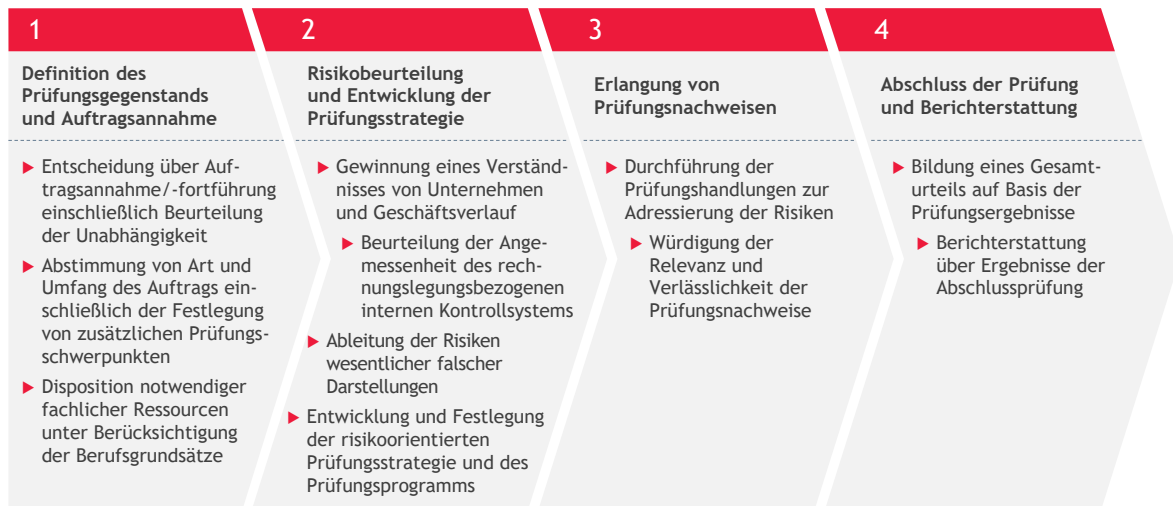 1
Definition des
Prüfungsgegenstands
und Auftragsannahme
▶ Entscheidung über Auf-
tragsannahme/-fortführung
einschließlich Beurteilung
der Unabhängigkeit
▶ Abstimmung von Art und
Umfang des Auftrags ein-
schließlich der Festlegung
von zusätzlichen Prüfungs-
schwerpunkten
▶ Disposition notwendiger
fachlicher Ressourcen
unter Berücksichtigung
der Berufsgrundsätze
2
Risikobeurteilung
und Entwicklung der
Prüfungsstrategie
▶ Gewinnung eines Verständ-
nisses von Unternehmen
und Geschäftsverlauf
▶ Beurteilung der Ange-
messenheit des rech-
nungslegungsbezogenen
internen Kontrollsystems
▶ Ableitung der Risiken
wesentlicher falscher
Darstellungen
▶ Entwicklung und Festlegung
der risikoorientierten
Prüfungsstrategie und des
Prüfungsprogramms
3
Erlangung von
Prüfungsnachweisen
▶ Durchführung der
Prüfungshandlungen zur
Adressierung der Risiken
▶ Würdigung der
Relevanz und
Verlässlichkeit der
Prüfungsnachweise
4
Abschluss der Prüfung
und Berichterstattung
▶ Bildung eines Gesamt-
urteils auf Basis der
Prüfungsergebnisse
▶ Berichterstattung
über Ergebnisse der
Abschlussprüfung